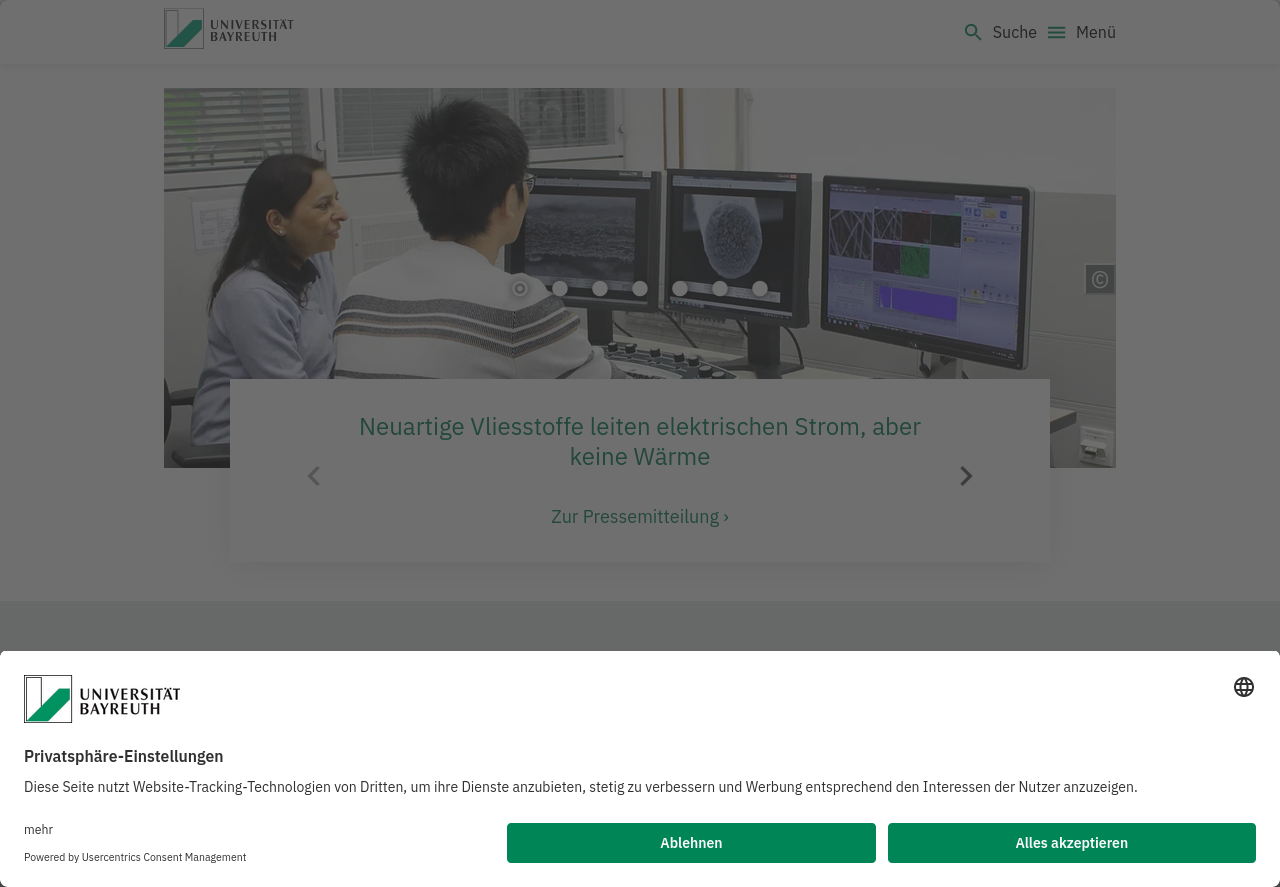 UNIVERSITÄT
BAYREUTH
Suche
Menü
©
Neuartige Vliesstoffe leiten elektrischen Strom, aber
keine Wärme
Zur Pressemitteilung ›
UNIVERSITÄT
BAYREUTH
Privatsphäre-Einstellungen
Diese Seite nutzt Website-Tracking-Technologien von Dritten, um ihre Dienste anzubieten, stetig zu verbessern und Werbung entsprechend den Interessen der Nutzer anzuzeigen.
mehr
Ablehnen
Alles akzeptieren
Powered by Usercentrics Consent Management